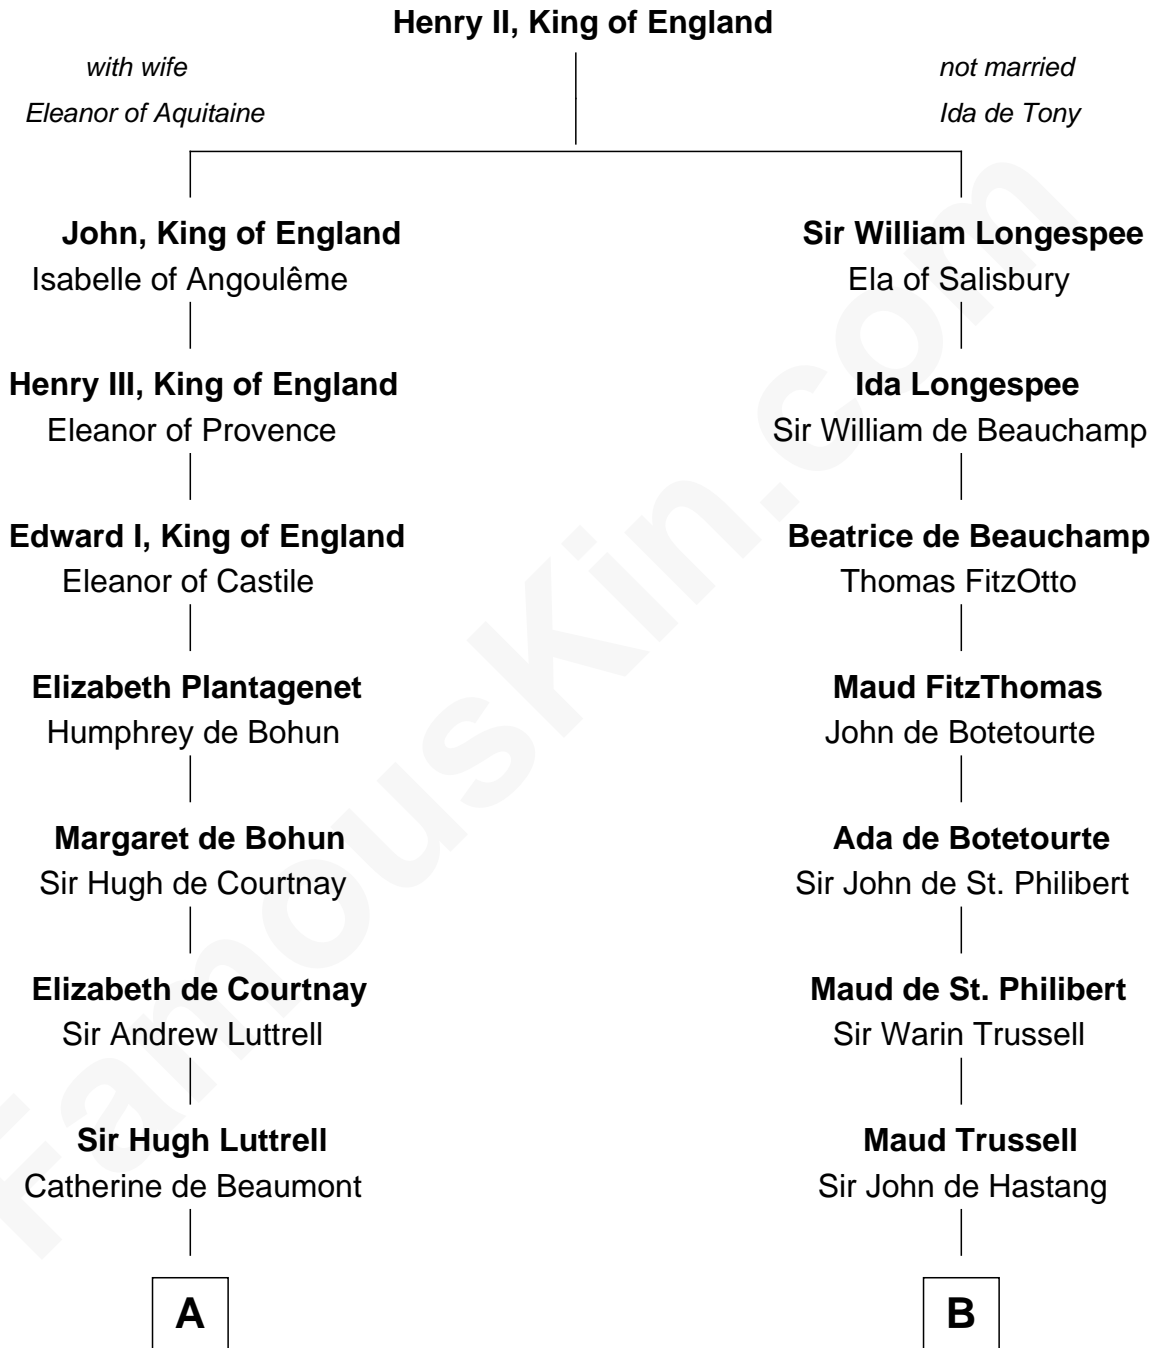 Henry II, King of England
with wife
Eleanor of Aquitaine
not married
Ida de Tony
John, King of England
Isabelle of Angoulême
Sir William Longespee
Ela of Salisbury
Henry III, King of England
Eleanor of Provence
Ida Longespee
Sir William de Beauchamp
Edward I, King of England
Eleanor of Castile
Beatrice de Beauchamp
Thomas FitzOtto
Elizabeth Plantagenet
Humphrey de Bohun
Maud FitzThomas
John de Botetourte
Margaret de Bohun
Sir Hugh de Courtnay
Ada de Botetourte
Sir John de St. Philibert
Elizabeth de Courtnay
Sir Andrew Luttrell
Maud de St. Philibert
Sir Warin Trussell
Sir Hugh Luttrell
Catherine de Beaumont
Maud Trussell
Sir John de Hastang
A
B
FamousKin.com